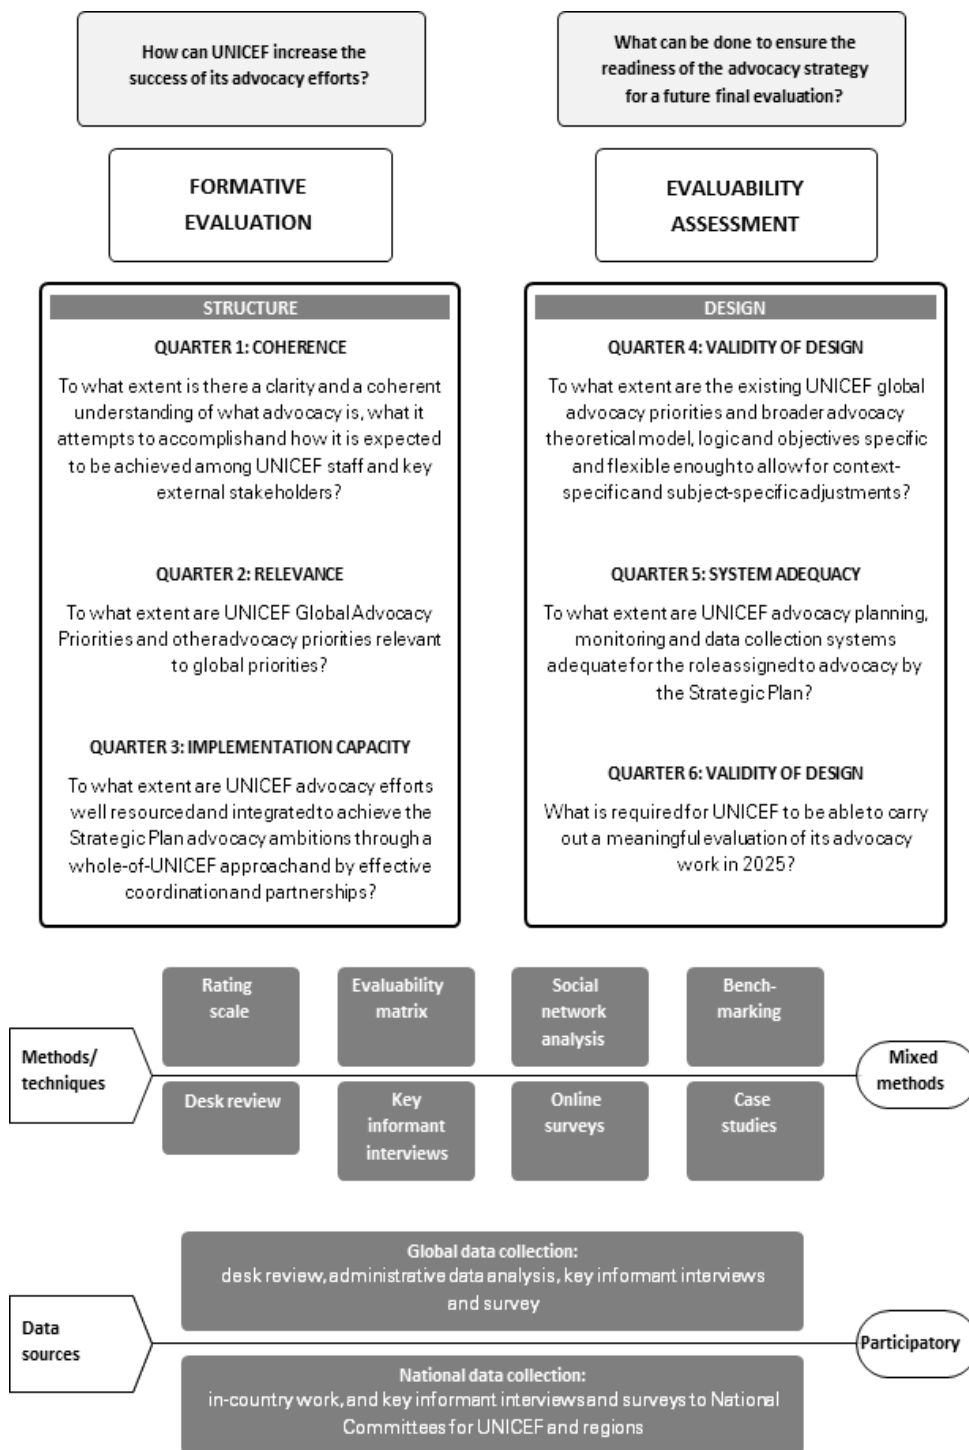 How can UNICEF increase the
success of its advocacy efforts?
What can be done to ensure the
readiness of the advocacy strategy
for a future final evaluation?
FORMATIVE
EVALUATION
EVALUABILITY
ASSESSMENT
STRUCTURE
QUARTER 1: COHERENCE
To what extent is there a clarity and a coherent
understanding of what advocacy is, what it
attempts to accomplish and how it is expected
to be achieved among UNICEF staff and key
external stakeholders?
QUARTER 2: RELEVANCE
To what extent are UNICEF Global Advocacy
Priorities and other advocacy priorities relevant
to global priorities?
QUARTER 3: IMPLEMENTATION CAPACITY
To what extent are UNICEF advocacy efforts
well resourced and integrated to achieve the
Strategic Plan advocacy ambitions through a
whole-of-UNICEF approach and by effective
coordination and partnerships?
DESIGN
QUARTER 4: VALIDITY OF DESIGN
To what extent are the existing UNICEF global
advocacy priorities and broader advocacy
theoretical model, logic and objectives specific
and flexible enough to allow for context-
specific and subject-specific adjustments?
QUARTER 5: SYSTEM ADEQUACY
To what extent are UNICEF advocacy planning,
monitoring and data collection systems
adequate for the role assigned to advocacy by
the Strategic Plan?
QUARTER 6: VALIDITY OF DESIGN
What is required for UNICEF to be able to carry
out a meaningful evaluation of its advocacy
work in 2025?
Methods/
techniques
Rating
scale
Evaluability
matrix
Social
network
analysis
Bench-
marking
Desk review
Key
informant
interviews
Online
surveys
Case
studies
Mixed
methods
Data
sources
Global data collection:
desk review, administrative data analysis, key informant interviews
and survey
National data collection:
in-country work, and key informant interviews and surveys to National
Committees for UNICEF and regions
Participatory